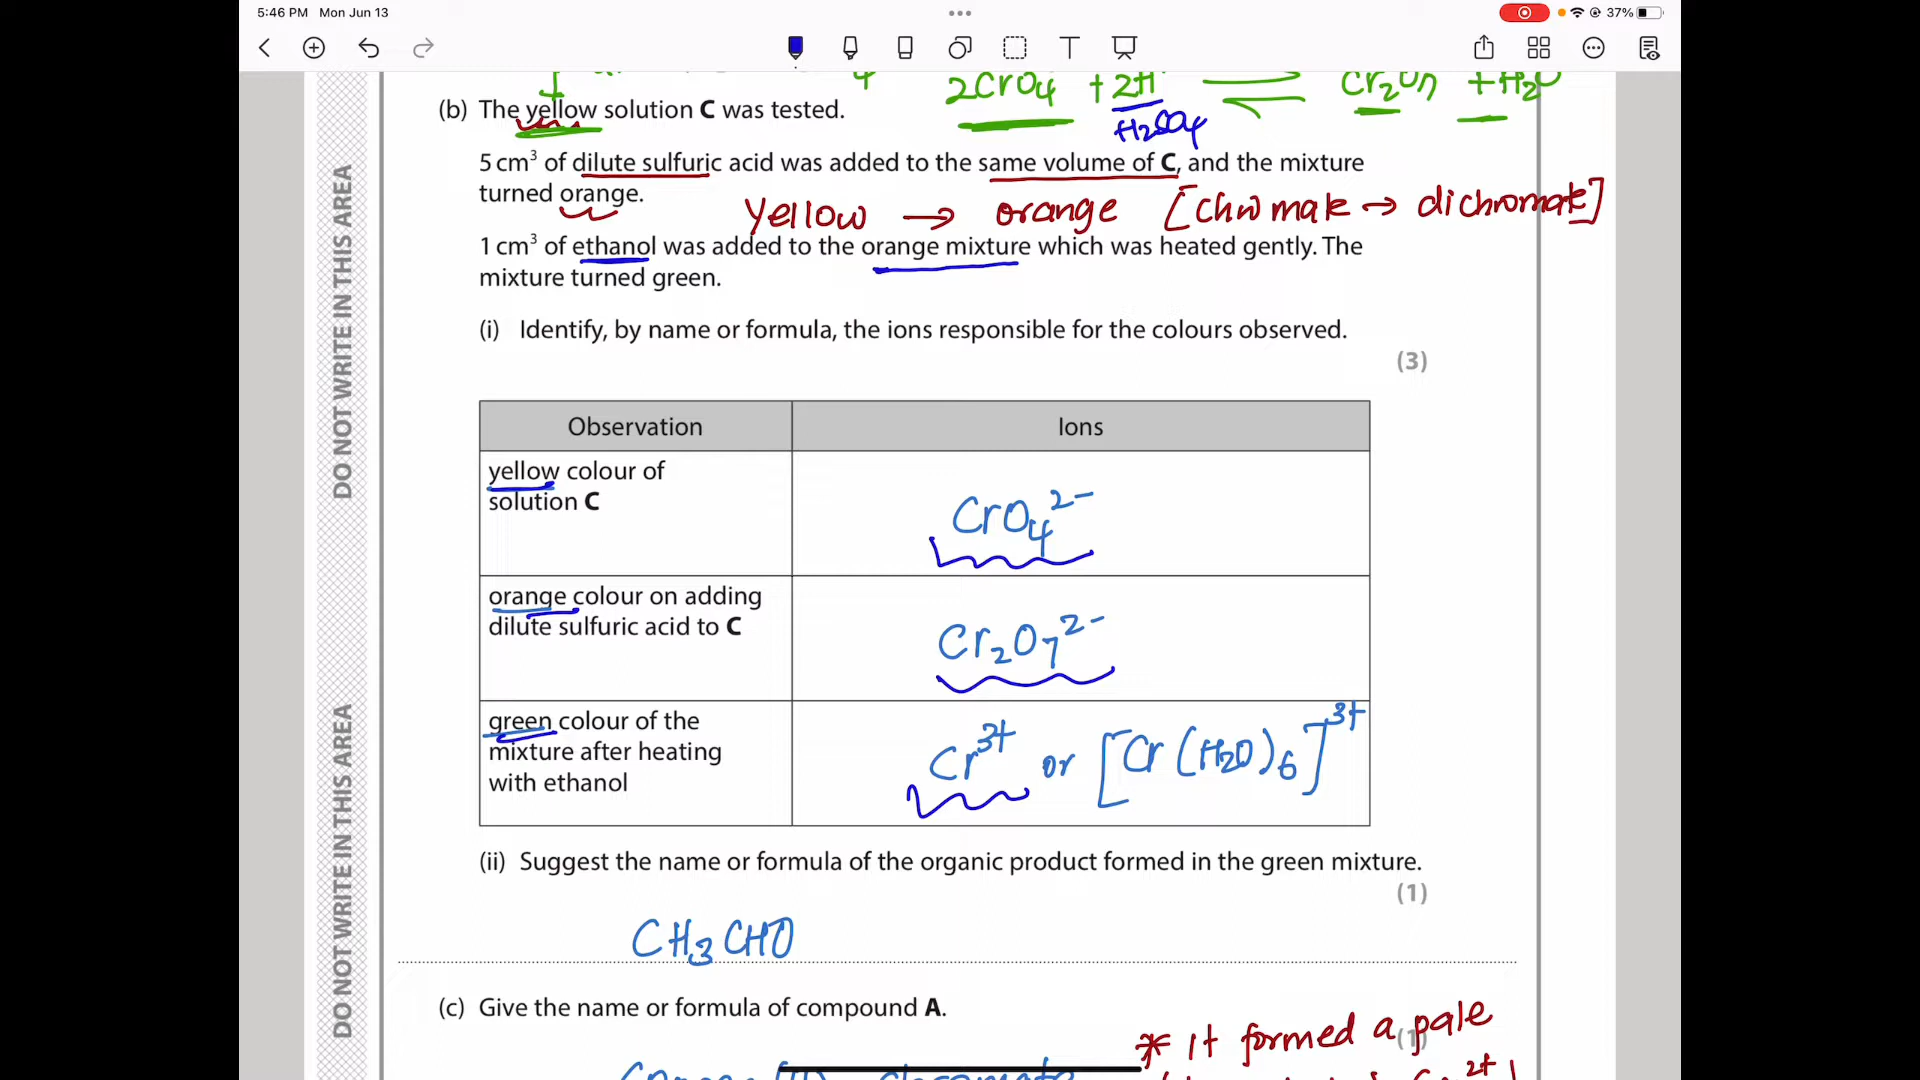 5:46 PM Mon Jun 13
37%
2CrO4 + 2H Cr2O7 + H2O
H2SO4
(b) The yellow solution C was tested.
5 cm³ of dilute sulfuric acid was added to the same volume of C, and the mixture
turned orange.
Yellow → orange [chromate → dichromate]
1 cm³ of ethanol was added to the orange mixture which was heated gently. The
mixture turned green.
(i) Identify, by name or formula, the ions responsible for the colours observed.
(3)
Observation Ions
yellow colour of
solution C
CrO4²⁻
orange colour on adding
dilute sulfuric acid to C
Cr2O7²⁻
green colour of the
mixture after heating
with ethanol
Cr³⁺ or [Cr(H2O)6]³⁺
(ii) Suggest the name or formula of the organic product formed in the green mixture.
(1)
CH3CHO
(c) Give the name or formula of compound A.
(1)
* It formed a pale
DO NOT WRITE IN THIS AREA
DO NOT WRITE IN THIS AREA